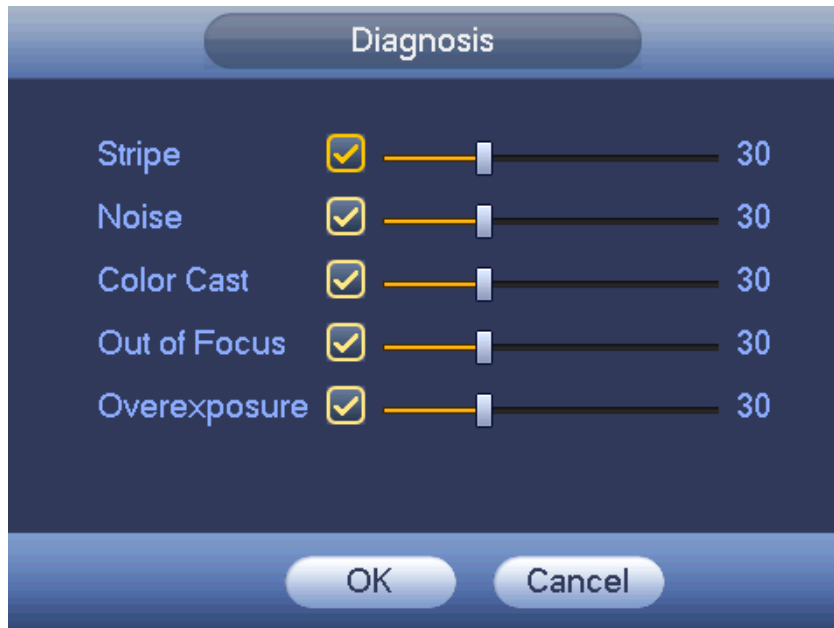 Diagnosis
Stripe 30
Noise 30
Color Cast 30
Out of Focus 30
Overexposure 30
OK Cancel